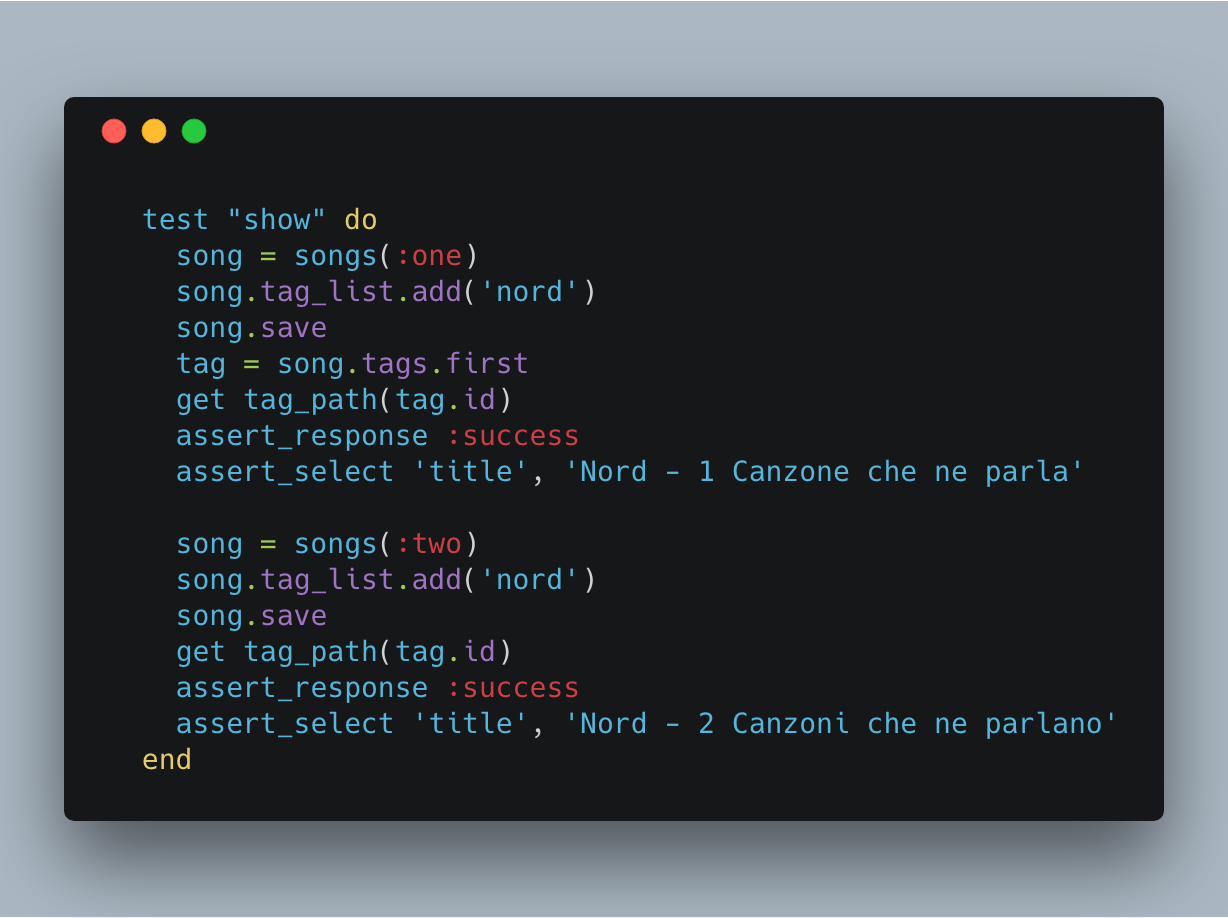 test "show" do
  song = songs(:one)
  song.tag_list.add('nord')
  song.save
  tag = song.tags.first
  get tag_path(tag.id)
  assert_response :success
  assert_select 'title', 'Nord - 1 Canzone che ne parla'

  song = songs(:two)
  song.tag_list.add('nord')
  song.save
  get tag_path(tag.id)
  assert_response :success
  assert_select 'title', 'Nord - 2 Canzoni che ne parlano'
end